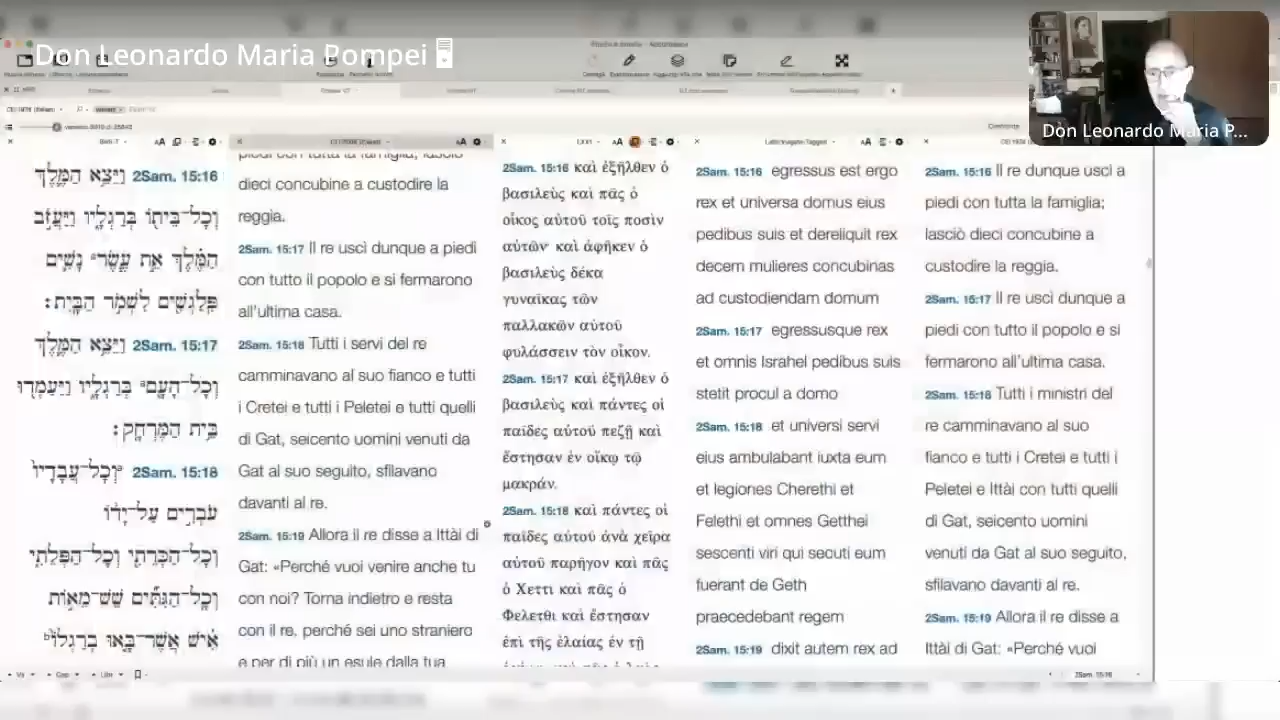 Don Leonardo Maria Pompei
Don Leonardo Maria P...
וַיֵּצֵא הַמֶּלֶךְ 2Sam. 15:16
וְכָל־בֵּיתוֹ בְּרַגְלָיו וַיַּעֲזֹב
הַמֶּלֶךְ אֵת עֶשֶׂר נָשִׁים
פִּלַגְשִׁים לִשְׁמֹר הַבָּיִת׃
וַיֵּצֵא הַמֶּלֶךְ 2Sam. 15:17
וְכָל־הָעָם בְּרַגְלָיו וַיַּעַמְדוּ
בֵּית הַמֶּרְחָק׃
וְכָל־עֲבָדָיו 2Sam. 15:18
עֹבְרִים עַל־יָדוֹ
וְכָל־הַכְּרֵתִי וְכָל־הַפְּלֵתִי
וְכָל־הַגִּתִּים שֵׁשׁ־מֵאוֹת
אִישׁ אֲשֶׁר־בָּאוּ בְרַגְלוֹ
piedi con tutta la famiglia; lasciò
dieci concubine a custodire la
reggia.
2Sam. 15:17 Il re uscì dunque a piedi
con tutto il popolo e si fermarono
all'ultima casa.
2Sam. 15:18 Tutti i servi del re
camminavano al suo fianco e tutti
i Cretei e tutti i Peletei e tutti quelli
di Gat, seicento uomini venuti da
Gat al suo seguito, sfilavano
davanti al re.
2Sam. 15:19 Allora il re disse a Ittài di
Gat: «Perché vuoi venire anche tu
con noi? Torna indietro e resta
con il re, perché sei uno straniero
e per di più un esule dalla tua
LXX1
2Sam. 15:16 καὶ ἐξῆλθεν ὁ
βασιλεὺς καὶ πᾶς ὁ
οἶκος αὐτοῦ τοῖς ποσὶν
αὐτῶν· καὶ ἀφῆκεν ὁ
βασιλεὺς δέκα
γυναῖκας τῶν
παλλακῶν αὐτοῦ
φυλάσσειν τὸν οἶκον.
2Sam. 15:17 καὶ ἐξῆλθεν ὁ
βασιλεὺς καὶ πάντες οἱ
παῖδες αὐτοῦ πεζῇ καὶ
ἔστησαν ἐν οἴκῳ τῷ
μακράν.
2Sam. 15:18 καὶ πάντες οἱ
παῖδες αὐτοῦ ἀνὰ χεῖρα
αὐτοῦ παρῆγον καὶ πᾶς
ὁ Χεττι καὶ πᾶς ὁ
Φελεθθι καὶ ἔστησαν
ἐπὶ τῆς ἐλαίας ἐν τῇ
2Sam. 15:16 egressus est ergo
rex et universa domus eius
pedibus suis et dereliquit rex
decem mulieres concubinas
ad custodiendam domum
2Sam. 15:17 egressusque rex
et omnis Israhel pedibus suis
stetit procul a domo
2Sam. 15:18 et universi servi
eius ambulabant iuxta eum
et legiones Cherethi et
Felethi et omnes Getthei
sescenti viri qui secuti eum
fuerant de Geth
praecedebant regem
2Sam. 15:19 dixit autem rex ad
2Sam. 15:16 Il re dunque uscì a
piedi con tutta la famiglia;
lasciò dieci concubine a
custodire la reggia.
2Sam. 15:17 Il re uscì dunque a
piedi con tutto il popolo e si
fermarono all'ultima casa.
2Sam. 15:18 Tutti i ministri del
re camminavano al suo
fianco e tutti i Cretei e tutti i
Peletei e Ittài con tutti quelli
di Gat, seicento uomini
venuti da Gat al suo seguito,
sfilavano davanti al re.
2Sam. 15:19 Allora il re disse a
Ittài di Gat: «Perché vuoi
2Sam. 15:16